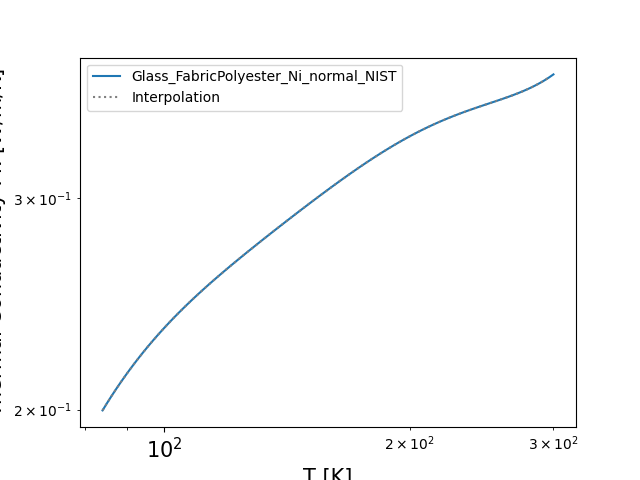 Glass_FabricPolyester_Ni_normal_NIST
Interpolation
3 × 10⁻¹
2 × 10⁻¹
10²
2 × 10²
3 × 10²
T [K]